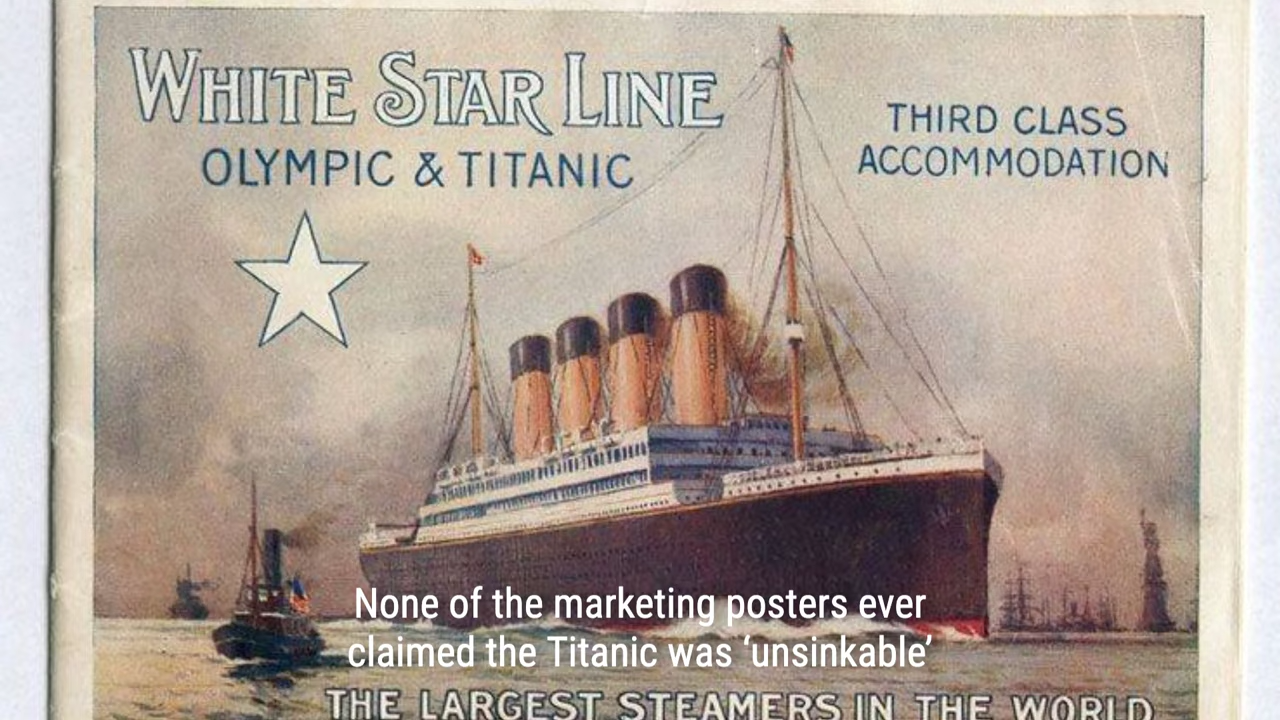 WHITE STAR LINE
OLYMPIC & TITANIC
THIRD CLASS
ACCOMMODATION
None of the marketing posters ever
claimed the Titanic was ‘unsinkable’
THE LARGEST STEAMERS IN THE WORLD